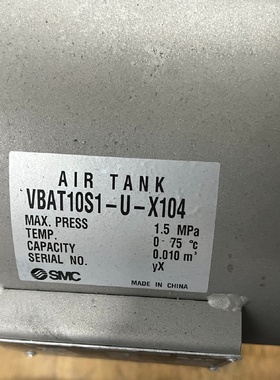 AIR TANK
VBAT10S1-U-X104
MAX. PRESS 1.5 MPa
TEMP. 0 75 °C
CAPACITY 0.010 m³
SERIAL NO. yX
SMC
MADE IN CHINA